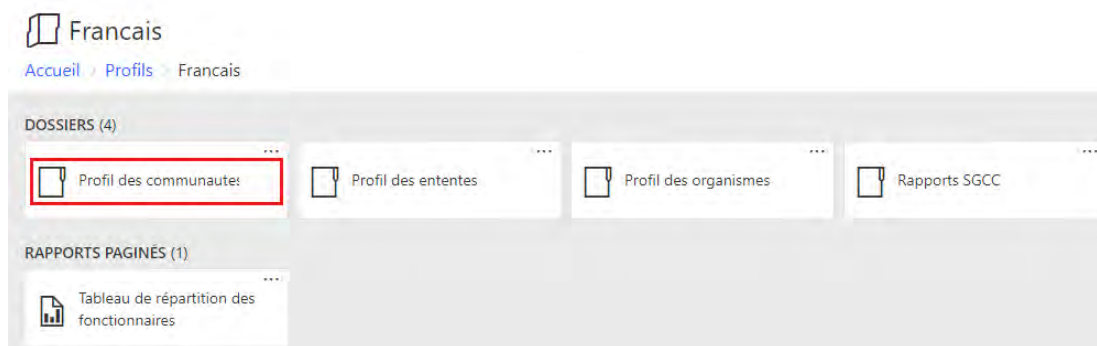 Francais
Accueil > Profils > Francais
DOSSIERS (4)
Profil des communautes
Profil des ententes
Profil des organismes
Rapports SGCC
RAPPORTS PAGINÉS (1)
Tableau de répartition des
fonctionnaires